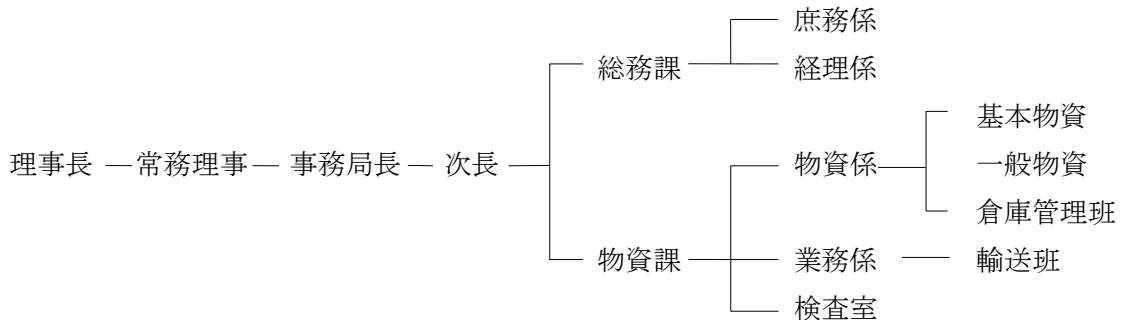 庶務係
総務課
経理係
基本物資
理事長 常務理事 事務局長 次長
物資係
一般物資
倉庫管理班
物資課
業務係
輸送班
検査室